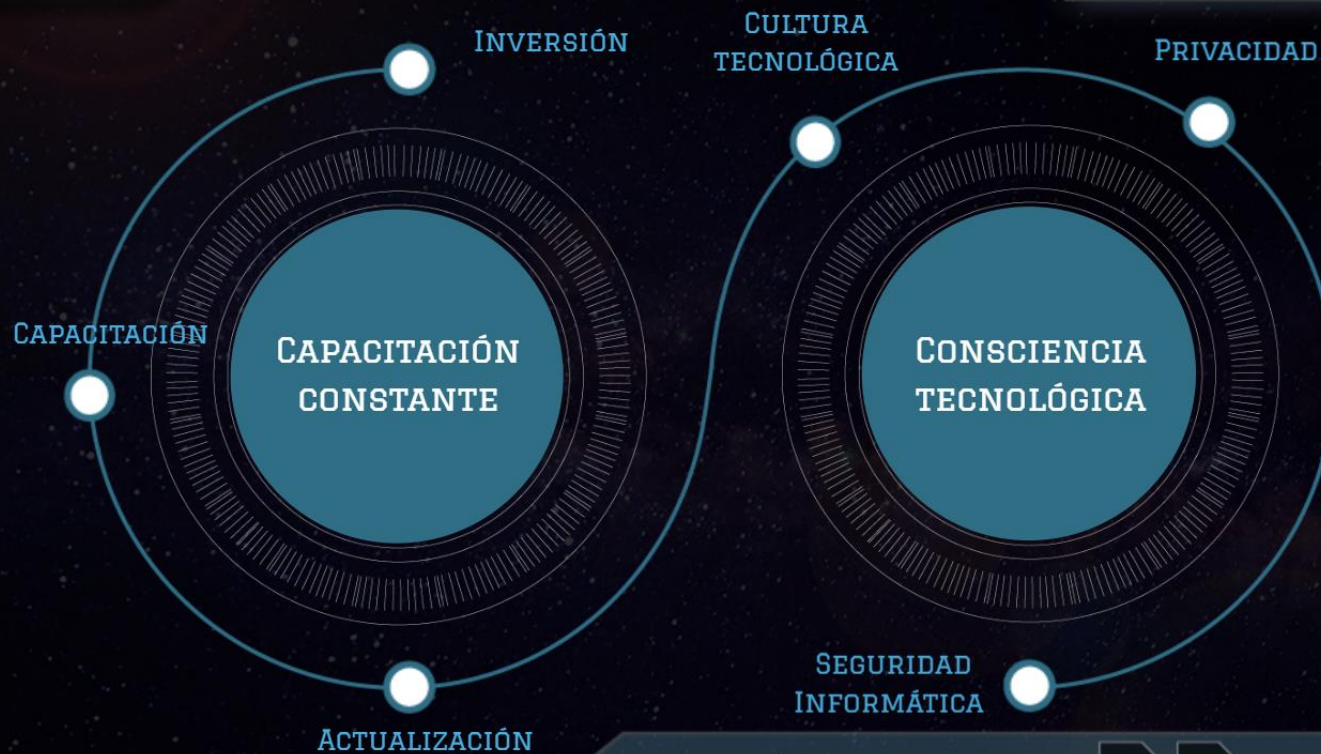 Inversión
Capacitación
Capacitación
constante
Actualización
Cultura
tecnológica
Privacidad
Consciencia
tecnológica
Seguridad
Informática